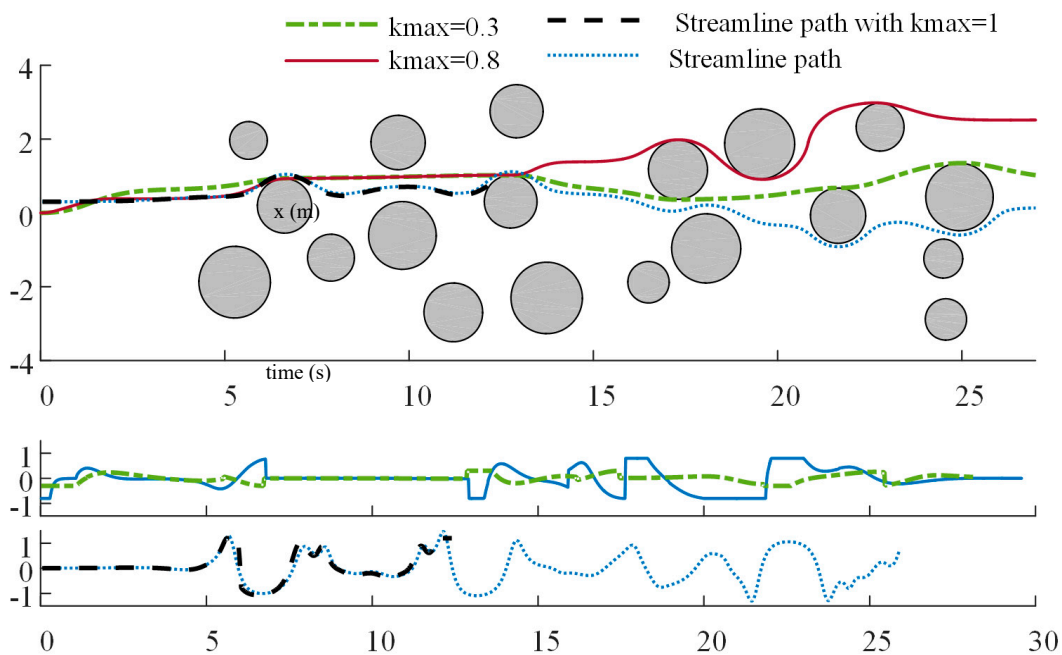 kmax=0.3 Streamline path with kmax=1
kmax=0.8 Streamline path
4
2
0
-2
-4
x (m)
time (s)
0 5 10 15 20 25
1
0
-1
1
0
-1
0 5 10 15 20 25 30